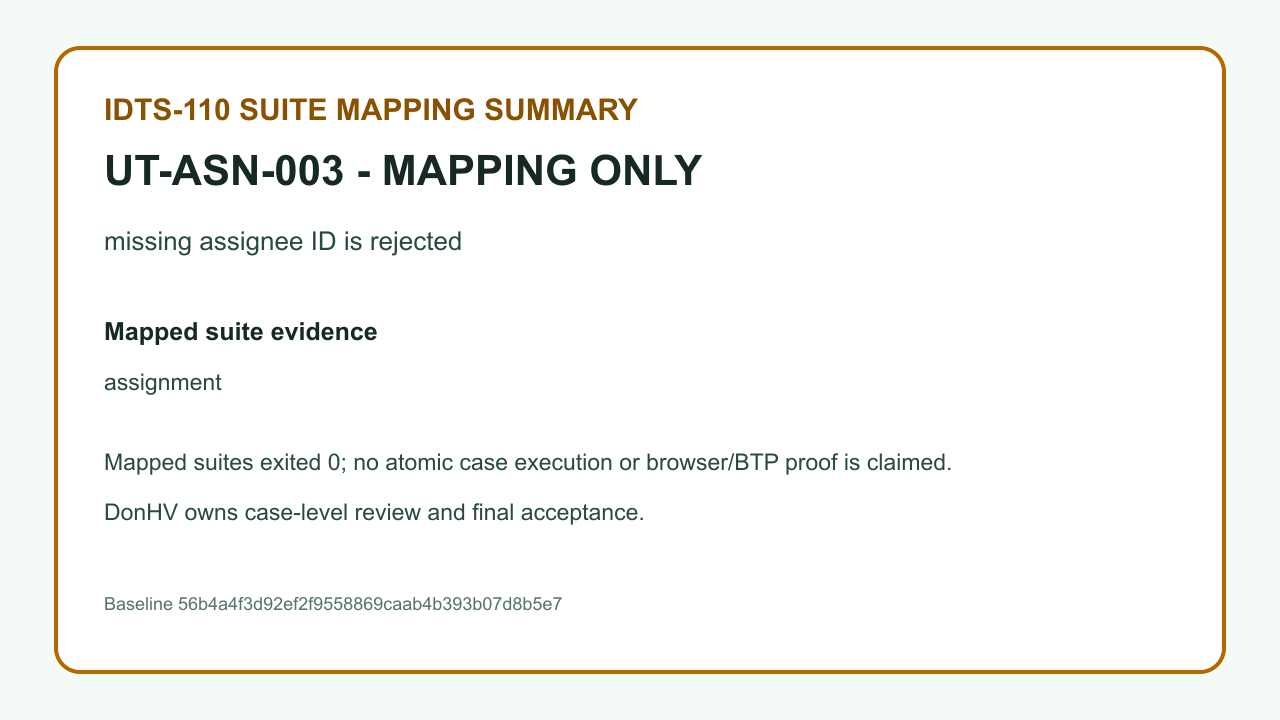 IDTS-110 SUITE MAPPING SUMMARY
UT-ASN-003 - MAPPING ONLY
missing assignee ID is rejected
Mapped suite evidence
assignment
Mapped suites exited 0; no atomic case execution or browser/BTP proof is claimed.
DonHV owns case-level review and final acceptance.
Baseline 56b4a4f3d92ef2f9558869caab4b393b07d8b5e7